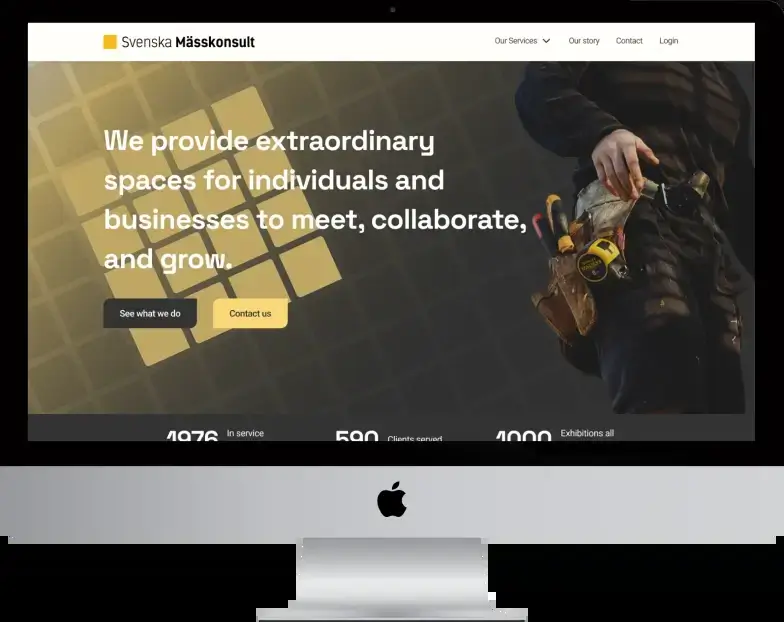 Svenska Mässkonsult
Our Services
Our story
Contact
Login
We provide extraordinary
spaces for individuals and
businesses to meet, collaborate,
and grow.
See what we do
Contact us
1976
In service
590
Clients served
4000
Exhibitions all